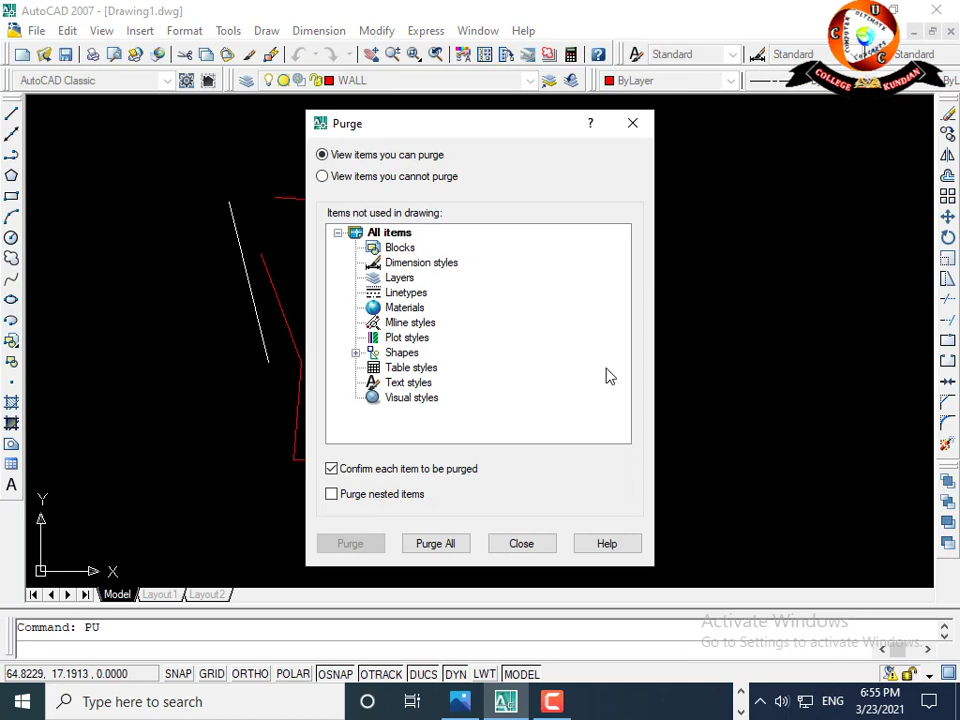 AutoCAD 2007 - [Drawing1.dwg]
File Edit View Insert Format Tools Draw Dimension Modify Express Window Help
Standard Standard Standard
AutoCAD Classic WALL ByLayer ByL
COMPUTER ULTIMATE CONCEPTS
C U C
COLLEGE KUNDIAN
Purge ?
View items you can purge
View items you cannot purge
Items not used in drawing:
All items
Blocks
Dimension styles
Layers
Linetypes
Materials
Mline styles
Plot styles
Shapes
Table styles
Text styles
Visual styles
Confirm each item to be purged
Purge nested items
Purge Purge All Close Help
A
Y
X
Model Layout1 Layout2
Command: PU
Activate Windows
Go to Settings to activate Windows.
64.8229, 17.1913 , 0.0000 SNAP GRID ORTHO POLAR OSNAP OTRACK DUCS DYN LWT MODEL
Type here to search
ENG
6:55 PM
3/23/2021